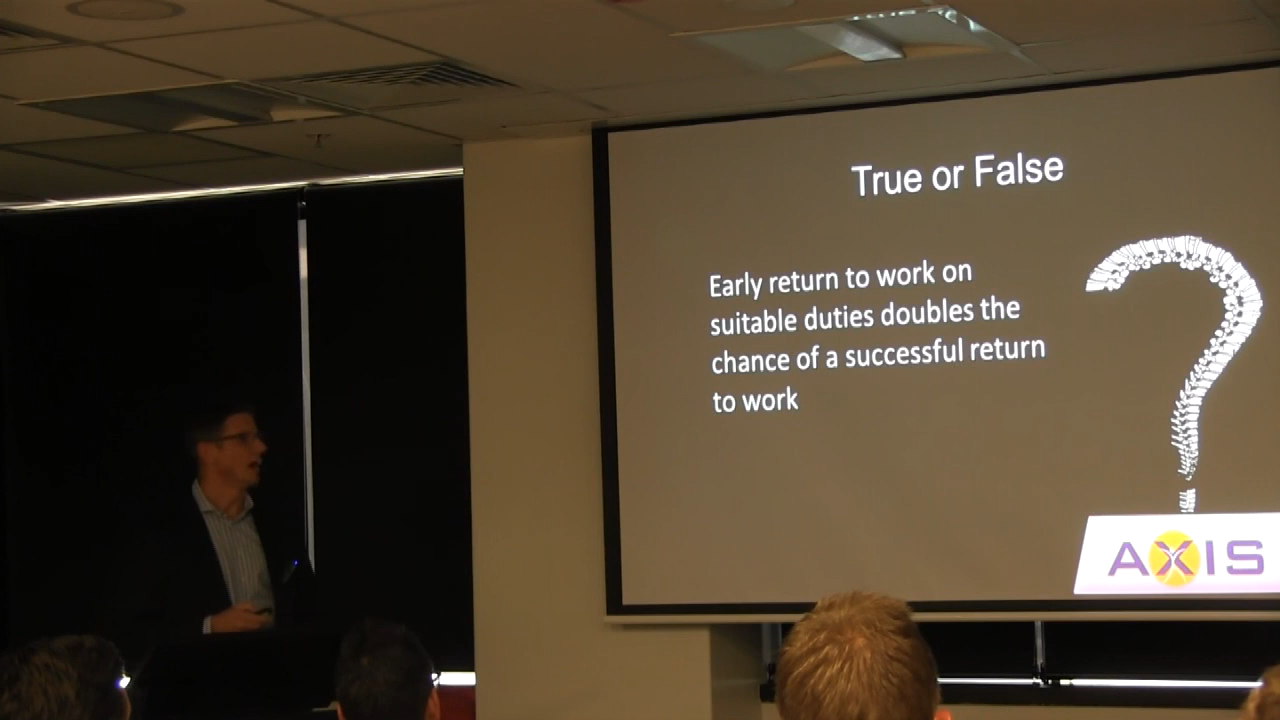 True or False
Early return to work on
suitable duties doubles the
chance of a successful return
to work
AXIS